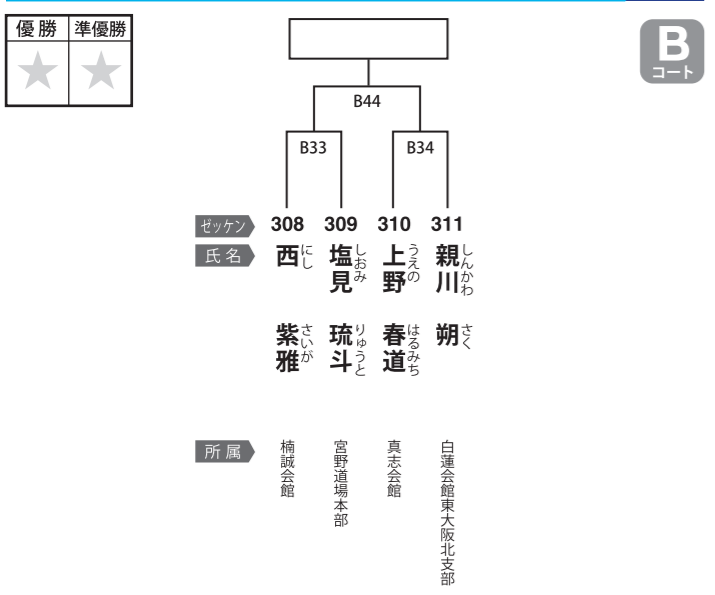 優勝 準優勝
B
コート
B44
B33 B34
ゼッケン 308 309 310 311
氏名
西 紫雅
にし さいが
塩見 琉斗
しおみ りゅうと
上野 春道
うえの はるみち
親川 朔
しんかわ さく
所属
楠誠会館
宮野道場本部
真志会館
白蓮会館東大阪北支部